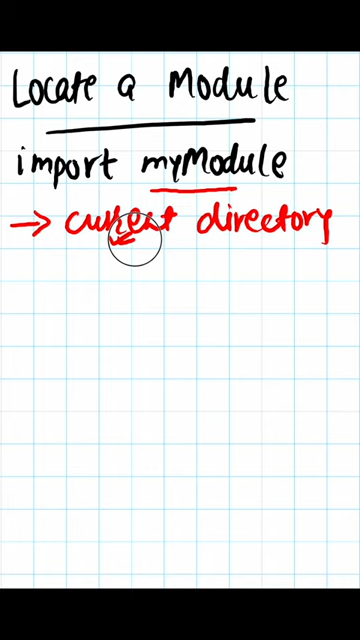 Locate a Module
import myModule
→ current directory